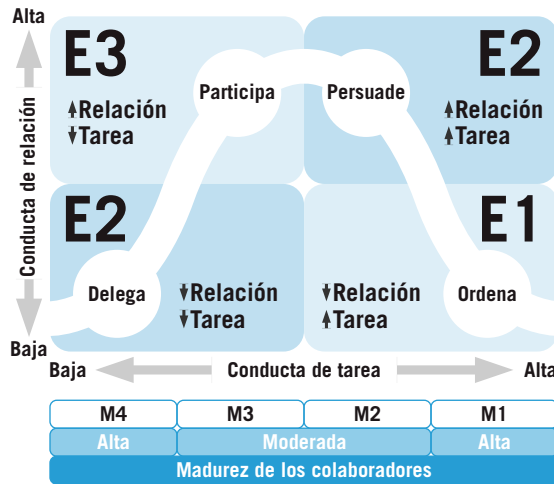 Alta
E3
E2
Participa
Persuade
↑Relación
↓Tarea
↑Relación
↑Tarea
Conducta de relación
E2
E1
Delega
↓Relación
↓Tarea
↓Relación
↑Tarea
Ordena
Baja
Baja
Conducta de tarea
Alta
M4
M3
M2
M1
Alta
Moderada
Alta
Madurez de los colaboradores